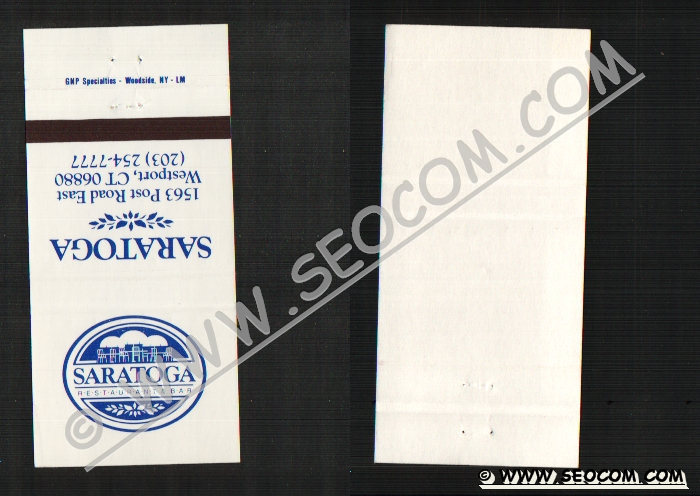 GNP Specialties - Woodside, NY - LM
1563 Post Road East
Westport, CT 06880
(203) 254-7777
SARATOGA
SARATOGA
RESTAURANT & BAR
© WWW.SEOCOM.COM
© WWW.SEOCOM.COM